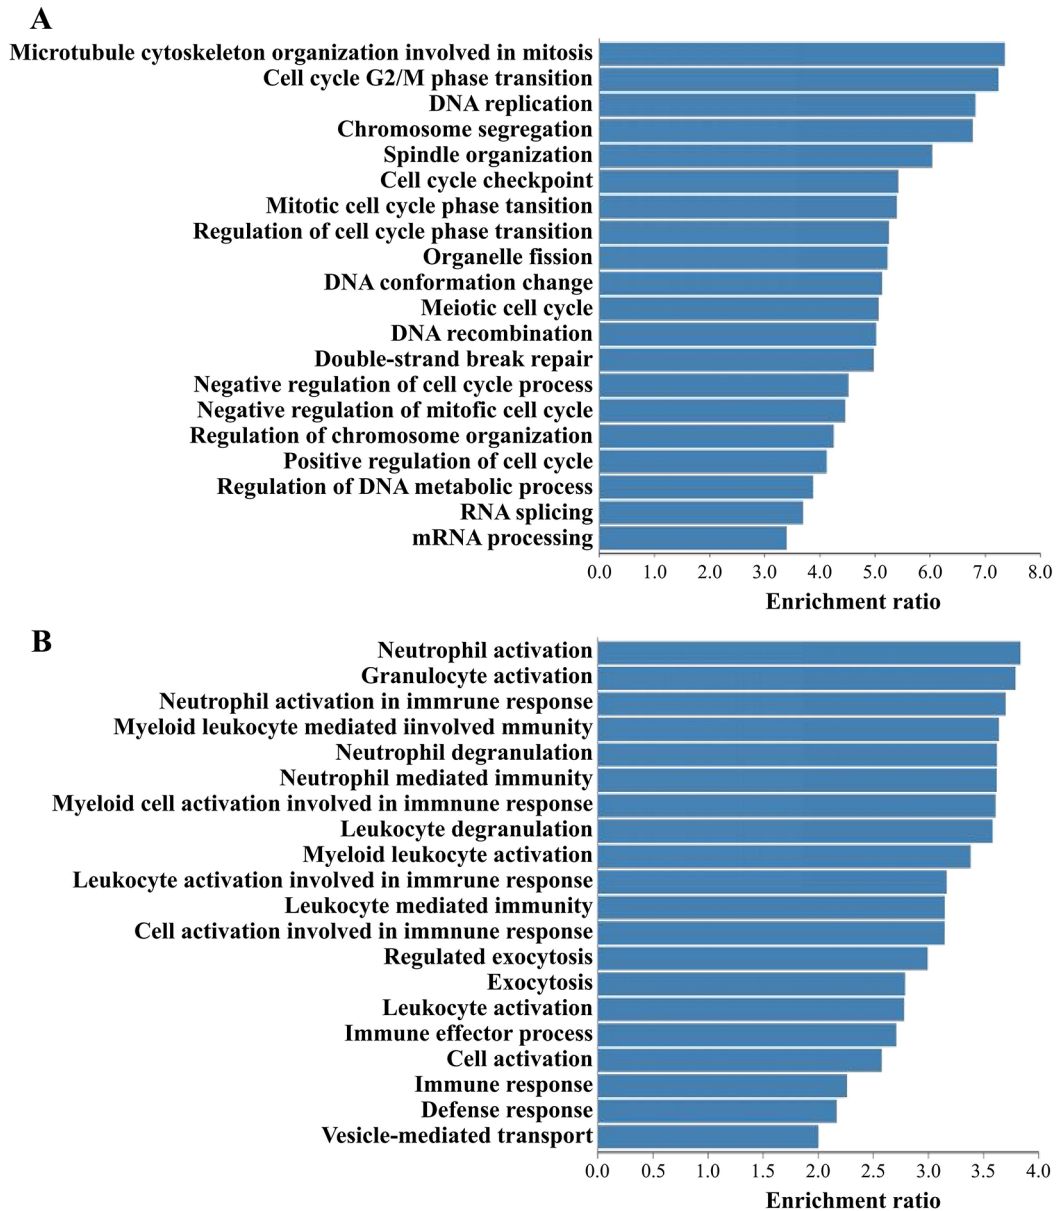 A
Microtubule cytoskeleton organization involved in mitosis
Cell cycle G2/M phase transition
DNA replication
Chromosome segregation
Spindle organization
Cell cycle checkpoint
Mitotic cell cycle phase tansition
Regulation of cell cycle phase transition
Organelle fission
DNA conformation change
Meiotic cell cycle
DNA recombination
Double-strand break repair
Negative regulation of cell cycle process
Negative regulation of mitofic cell cycle
Regulation of chromosome organization
Positive regulation of cell cycle
Regulation of DNA metabolic process
RNA splicing
mRNA processing
0.0 1.0 2.0 3.0 4.0 5.0 6.0 7.0 8.0
Enrichment ratio
B
Neutrophil activation
Granulocyte activation
Neutrophil activation in immrune response
Myeloid leukocyte mediated iinvolved mmunity
Neutrophil degranulation
Neutrophil mediated immunity
Myeloid cell activation involved in immnune response
Leukocyte degranulation
Myeloid leukocyte activation
Leukocyte activation involved in immrune response
Leukocyte mediated immunity
Cell activation involved in immnune response
Regulated exocytosis
Exocytosis
Leukocyte activation
Immune effector process
Cell activation
Immune response
Defense response
Vesicle-mediated transport
0.0 0.5 1.0 1.5 2.0 2.5 3.0 3.5 4.0
Enrichment ratio